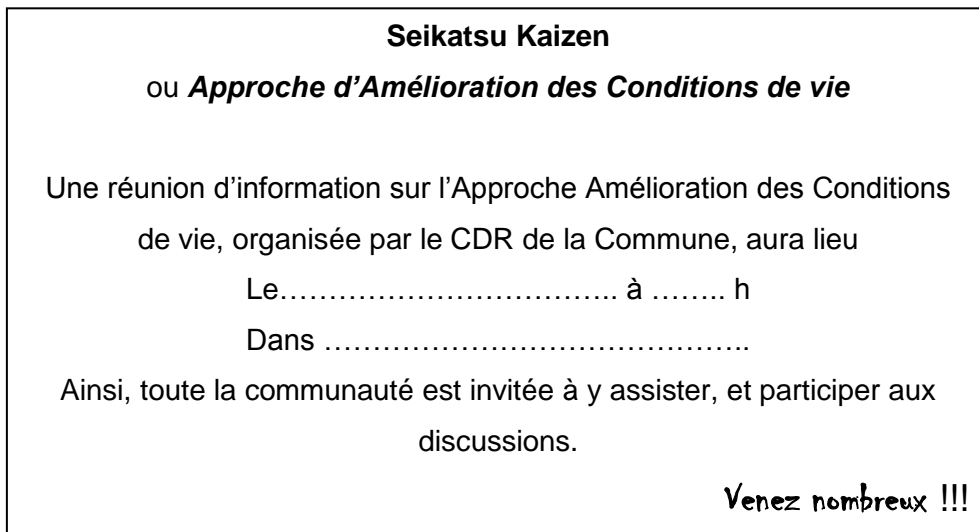 Seikatsu Kaizen
ou Approche d’Amélioration des Conditions de vie
Une réunion d’information sur l’Approche Amélioration des Conditions
de vie, organisée par le CDR de la Commune, aura lieu
Le…………………………….. à …….. h
Dans ……………………………………..
Ainsi, toute la communauté est invitée à y assister, et participer aux
discussions.
Venez nombreux !!!